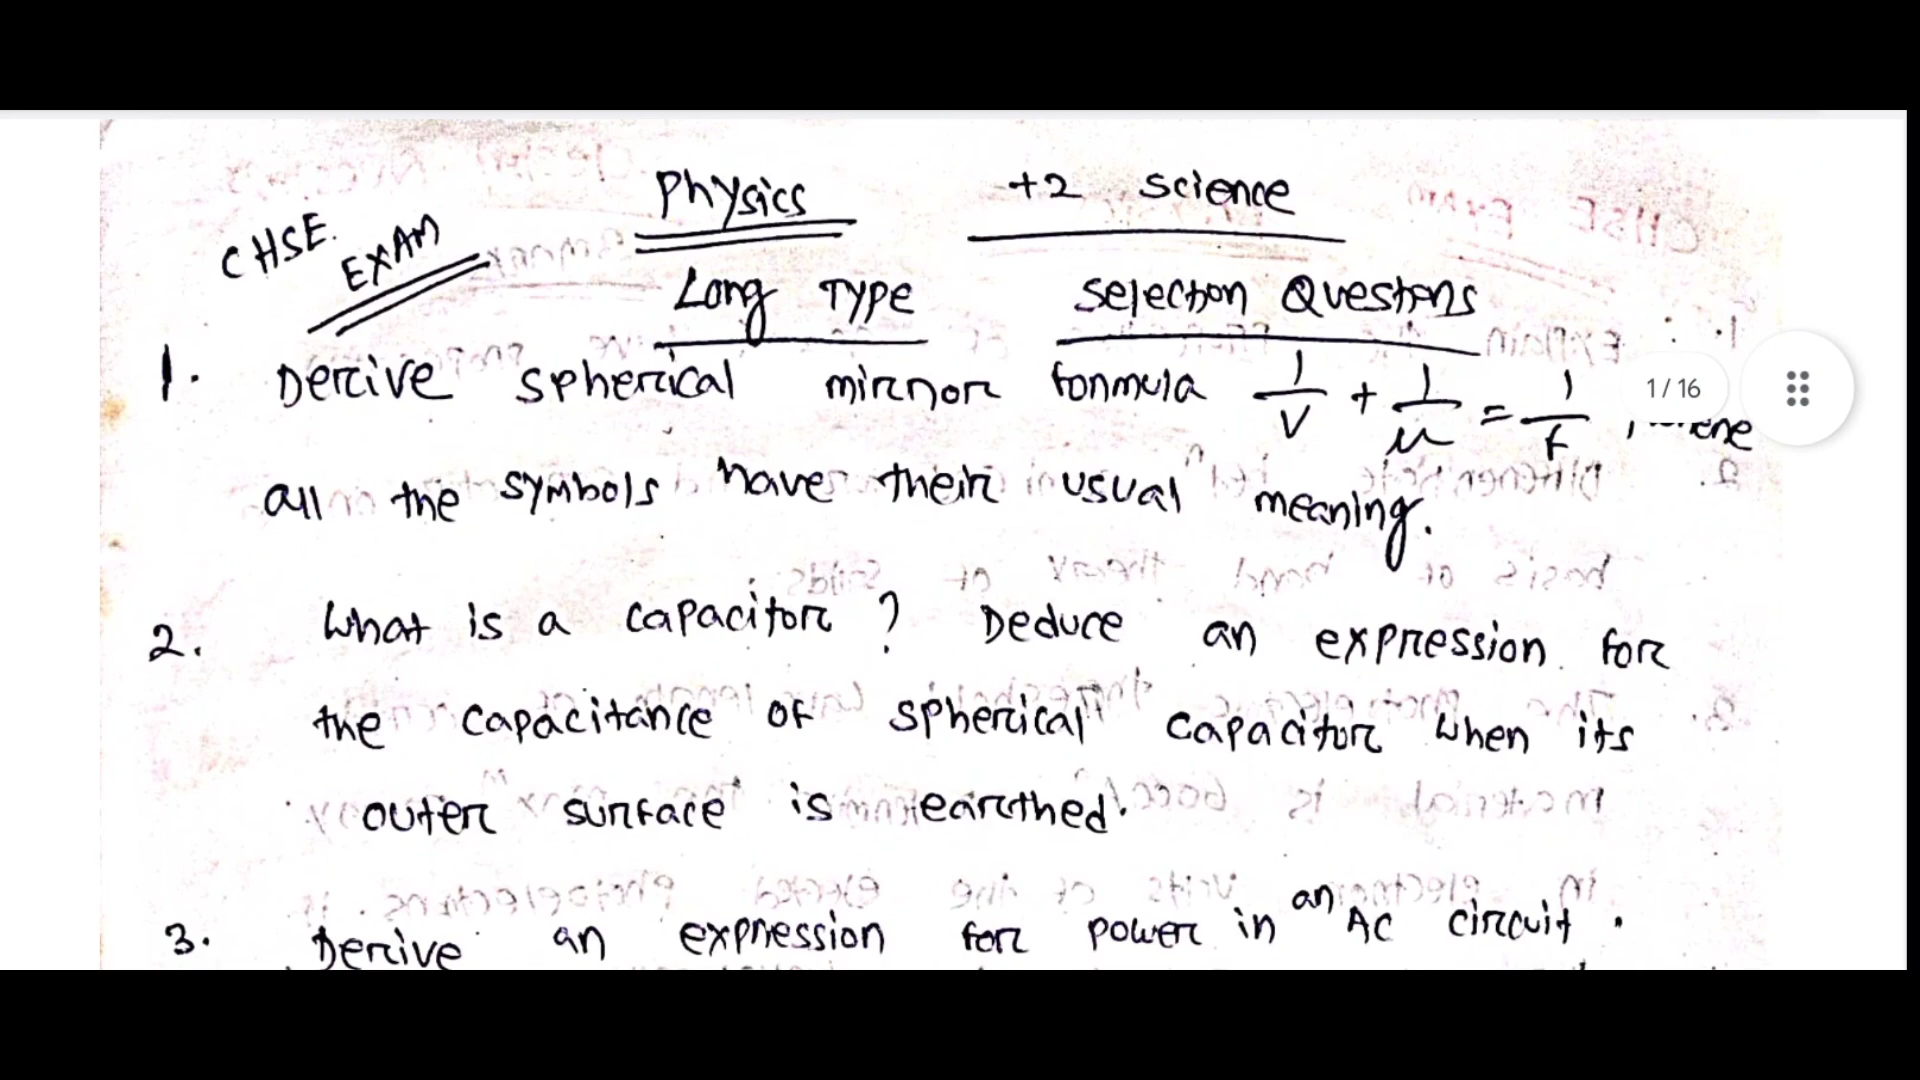 Physics +2 Science
CHSE. EXAM
Long TYPE Selection Questions
1. Derive spherical mirror formula 1/v + 1/u = 1/f,
all the symbols have their usual meaning.
1 / 16
2. What is a capacitor ? Deduce an expression for
the capacitance of spherical capacitor when its
outer surface is earthed.
3. Derive an expression for power in an AC circuit.